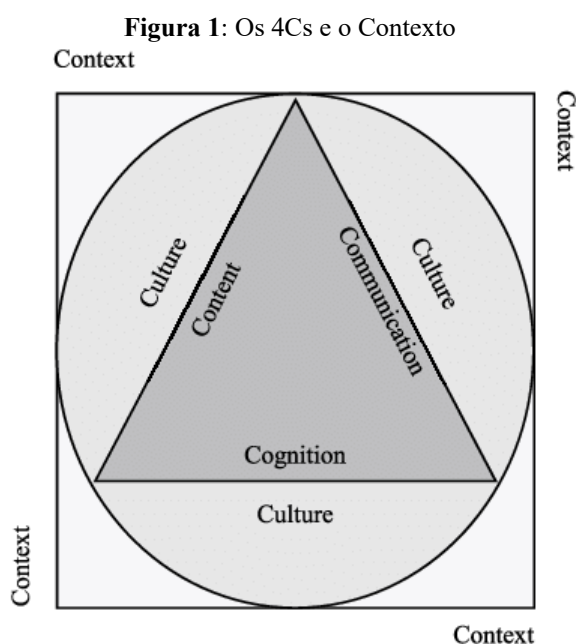 Figura 1: Os 4Cs e o Contexto
Context
Context
Culture
Content
Communication
Culture
Cognition
Culture
Context
Context